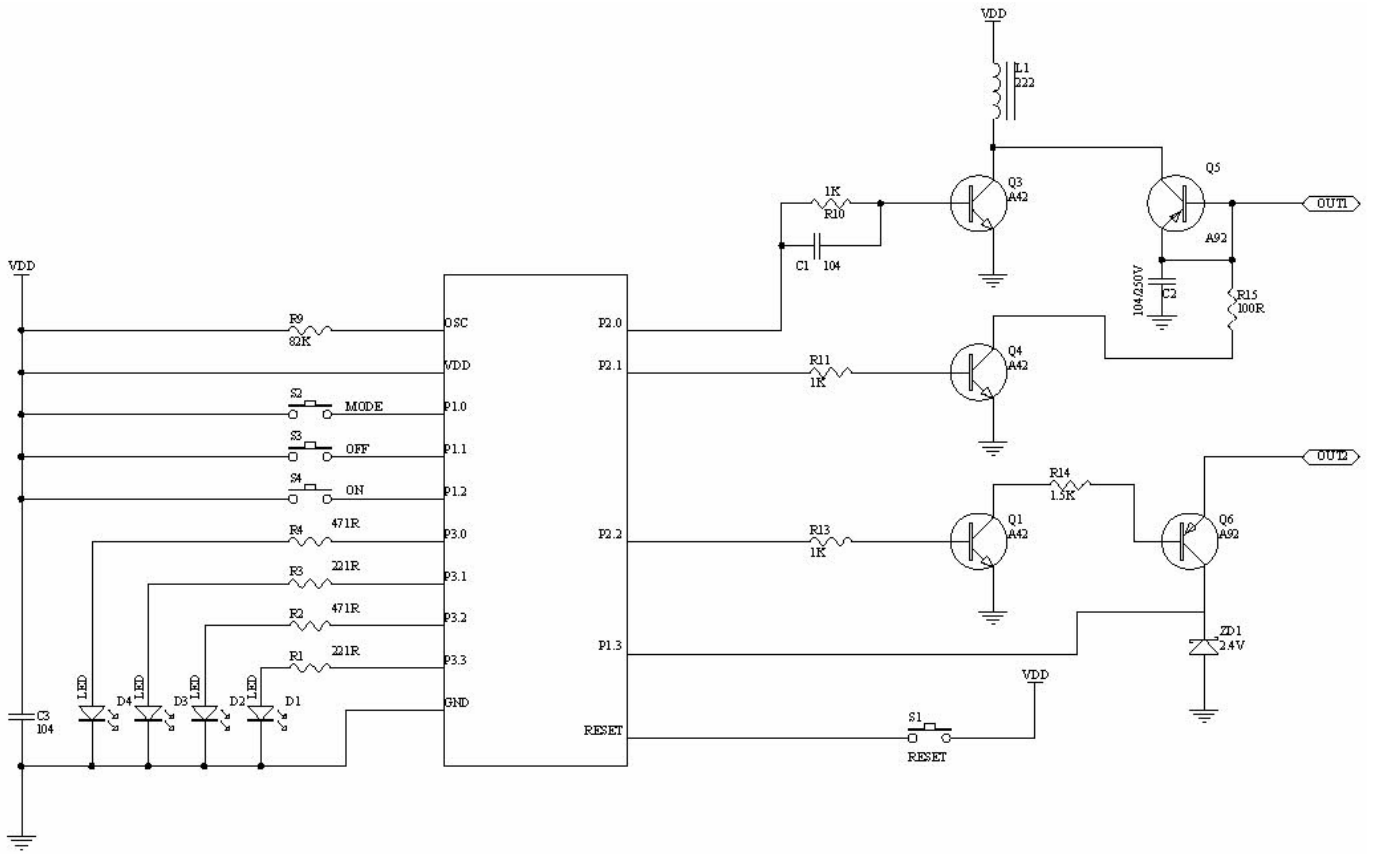 VDD
L1
222
Q3
A42
Q5
A92
OUT1
1K
R10
C1 104
104/250V
C2
R15
100R
VDD
R9
82K
OSC
VDD
S2
MODE
P1.0
S3
OFF
P1.1
S4
ON
P1.2
R4
471R
P3.0
R3
221R
P3.1
R2
471R
P3.2
R1
221R
P3.3
GND
LED
D4
LED
D3
LED
D2
LED
D1
C3
104
P2.0
P2.1
R11
1K
Q4
A42
P2.2
R13
1K
Q1
A42
R14
1.5K
Q6
A92
OUT2
P1.3
ZD1
2.4V
RESET
S1
RESET
VDD